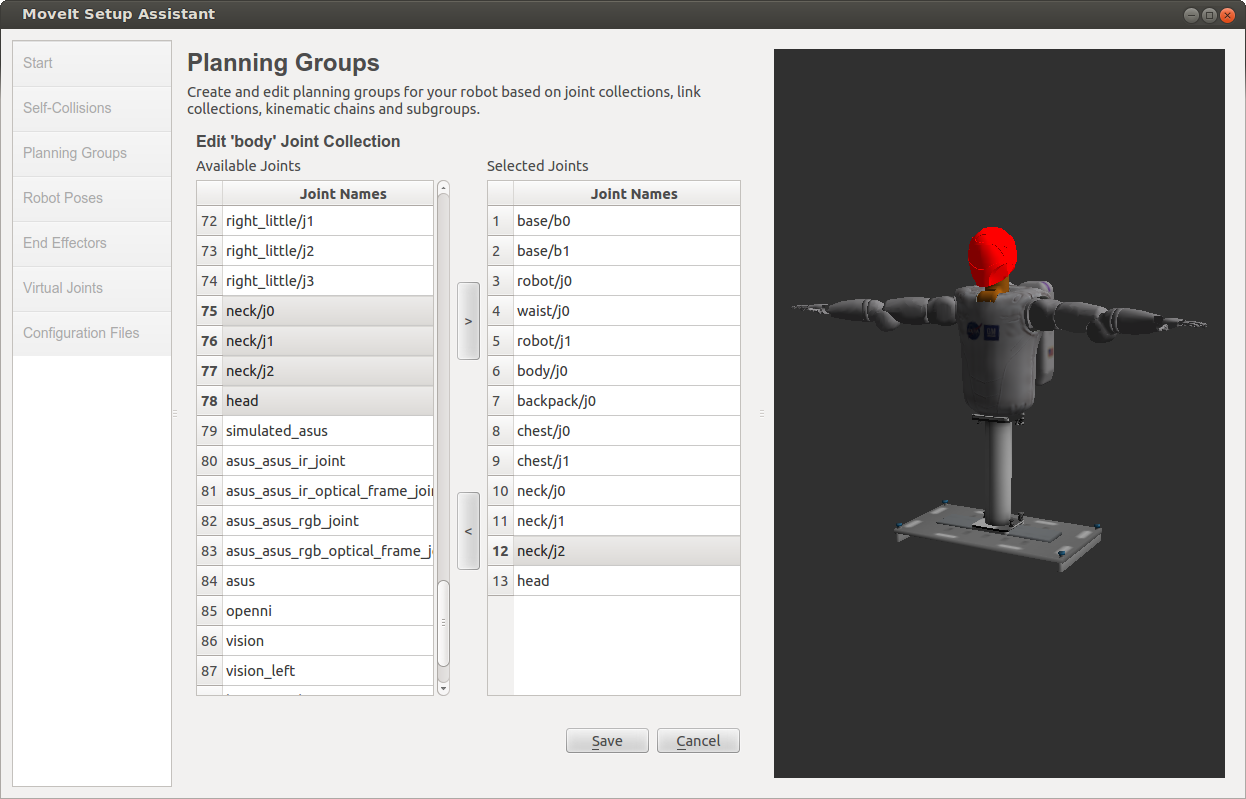 MoveIt Setup Assistant
Start
Self-Collisions
Planning Groups
Robot Poses
End Effectors
Virtual Joints
Configuration Files
Planning Groups
Create and edit planning groups for your robot based on joint collections, link
collections, kinematic chains and subgroups.
Edit 'body' Joint Collection
Available Joints
Joint Names
72 right_little/j1
73 right_little/j2
74 right_little/j3
75 neck/j0
76 neck/j1
77 neck/j2
78 head
79 simulated_asus
80 asus_asus_ir_joint
81 asus_asus_ir_optical_frame_joi
82 asus_asus_rgb_joint
83 asus_asus_rgb_optical_frame_j
84 asus
85 openni
86 vision
87 vision_left
>
<
Selected Joints
Joint Names
1 base/b0
2 base/b1
3 robot/j0
4 waist/j0
5 robot/j1
6 body/j0
7 backpack/j0
8 chest/j0
9 chest/j1
10 neck/j0
11 neck/j1
12 neck/j2
13 head
Save
Cancel